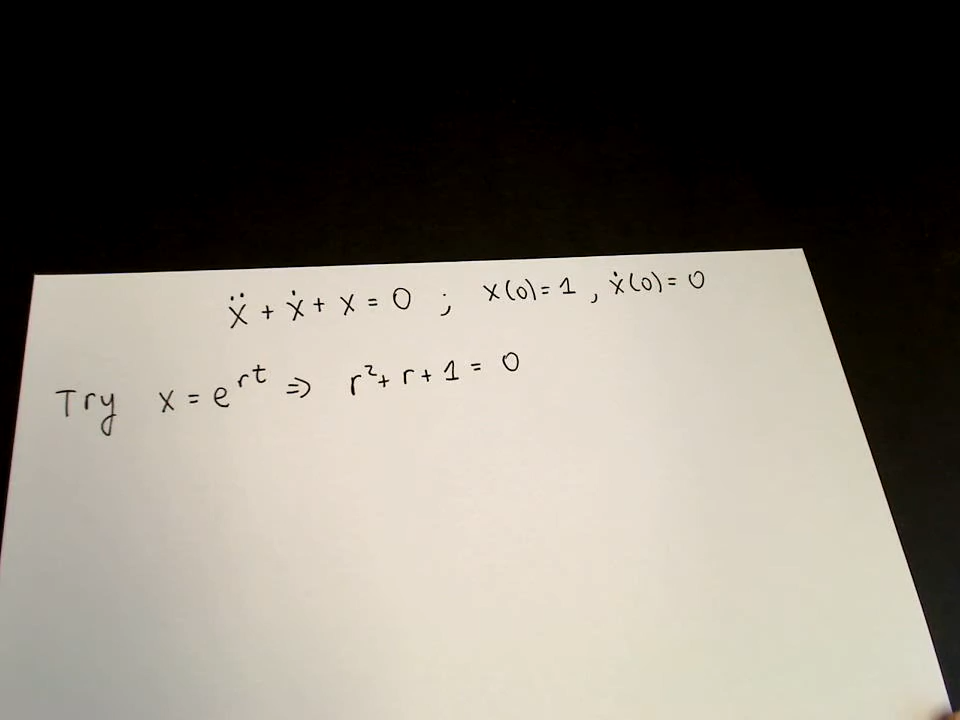 ẍ + ẋ + x = 0 ; x(0) = 1 , ẋ(0) = 0
Try x = e^{rt} ⇒ r² + r + 1 = 0